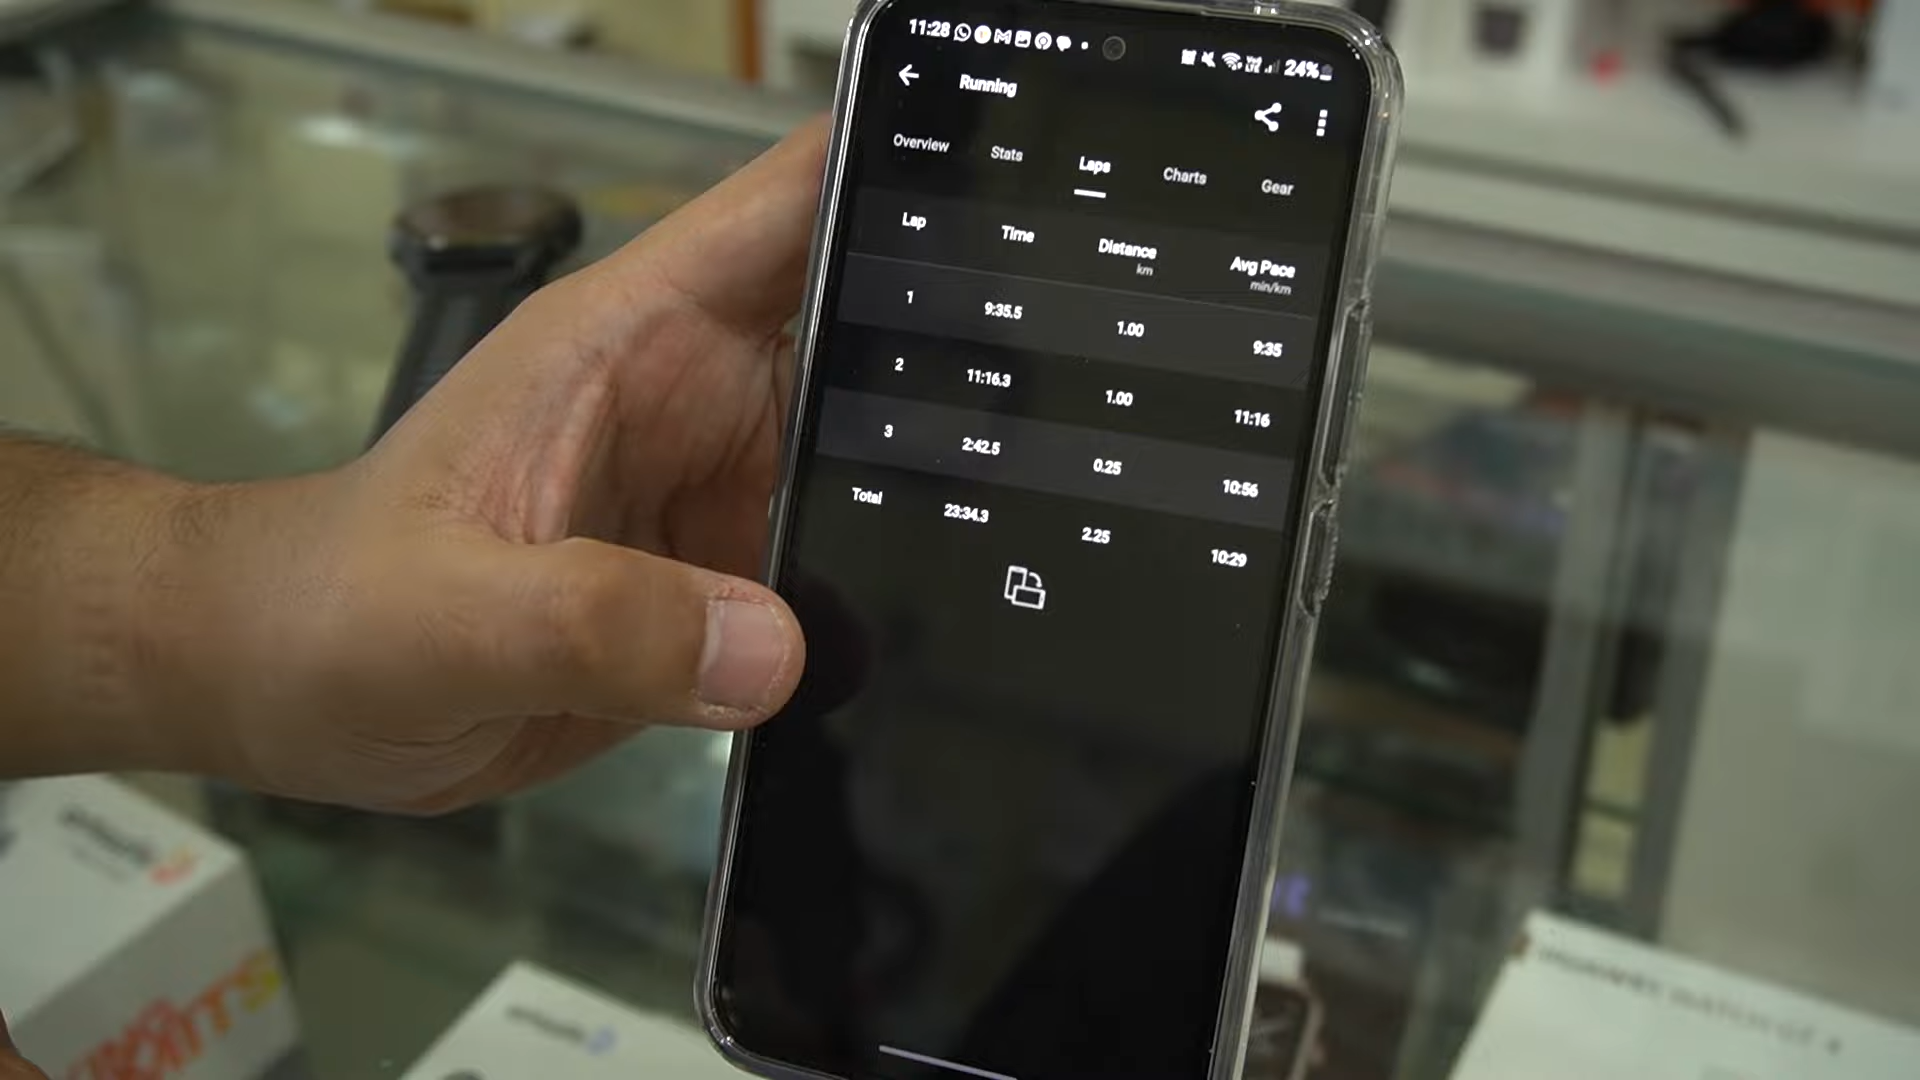 11:28 24%
Running
Overview Stats Laps Charts Gear
Lap Time Distance Avg Pace
km min/km
1 9:35.5 1.00 9:35
2 11:16.3 1.00 11:16
3 2:42.5 0.25 10:56
Total 23:34.3 2.25 10:29